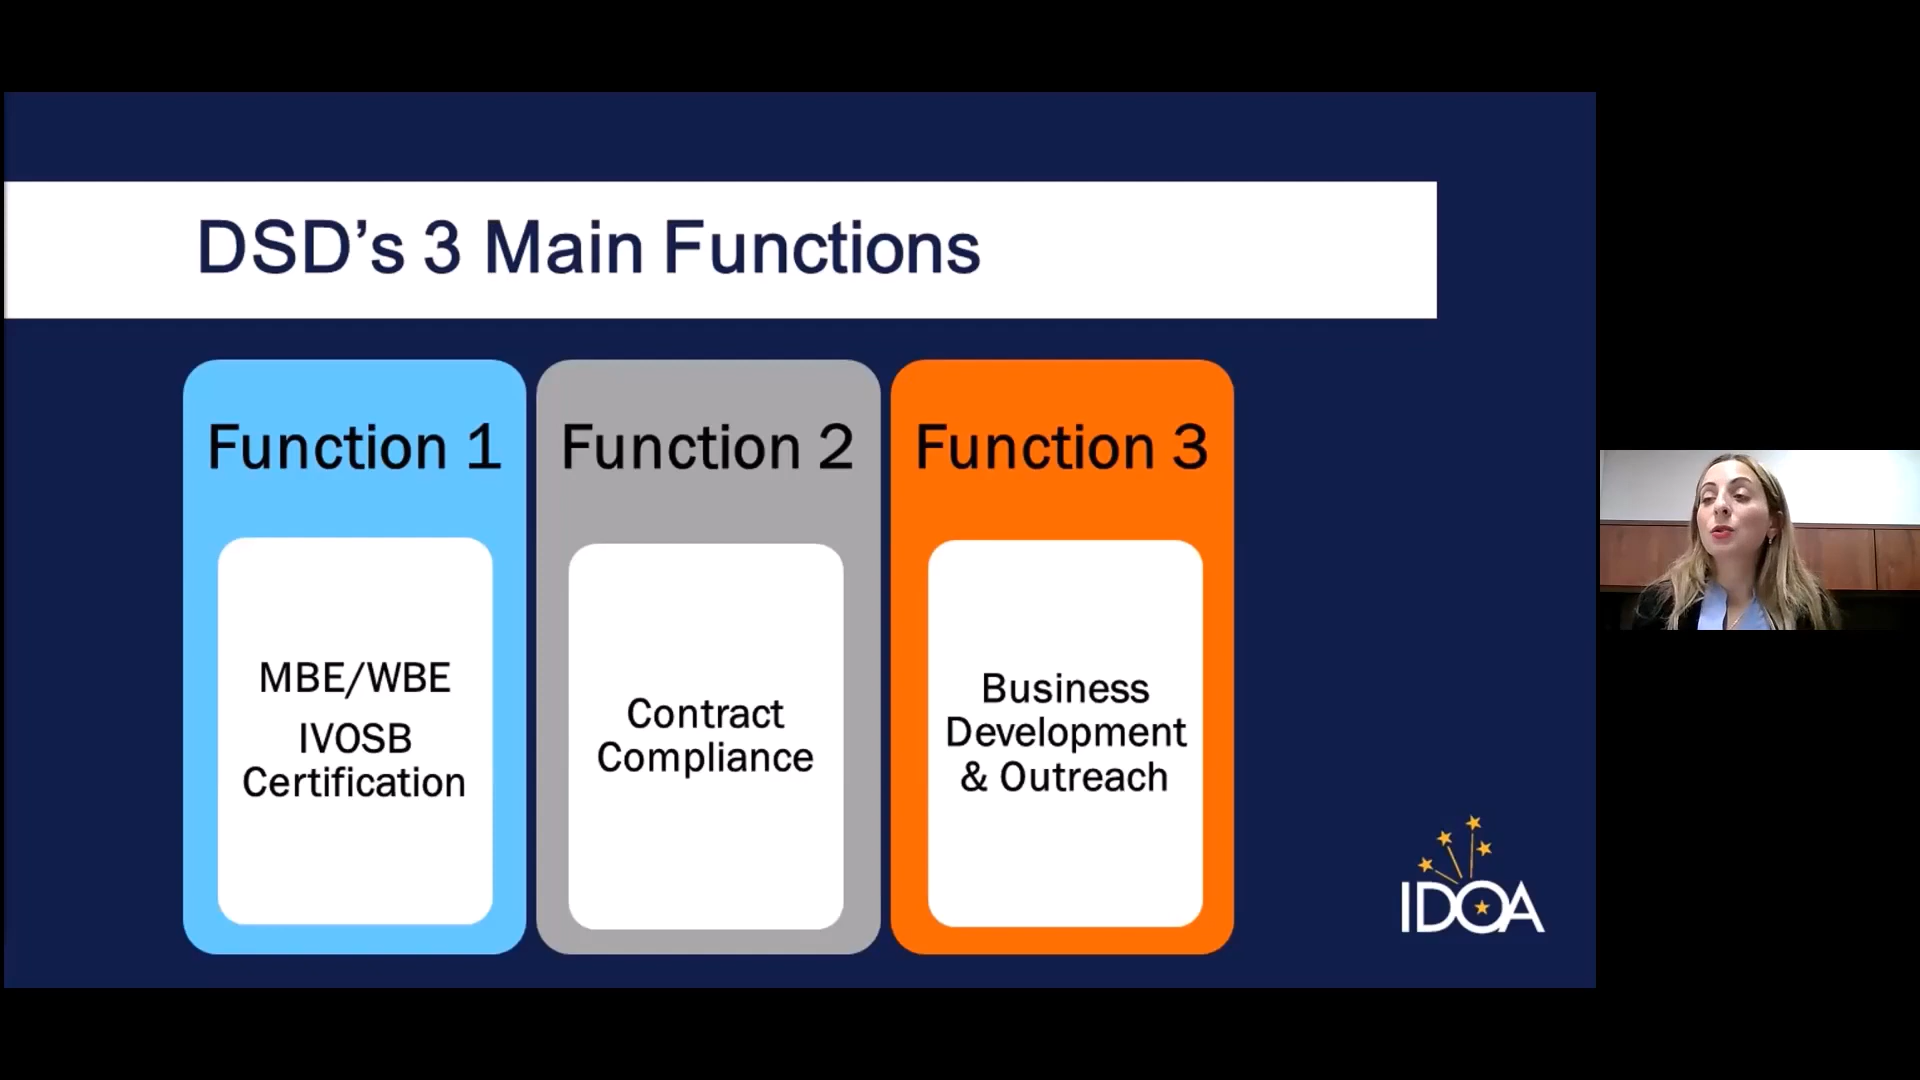 DSD’s 3 Main Functions
Function 1
MBE/WBE
IVOSB
Certification
Function 2
Contract
Compliance
Function 3
Business
Development
& Outreach
IDOA